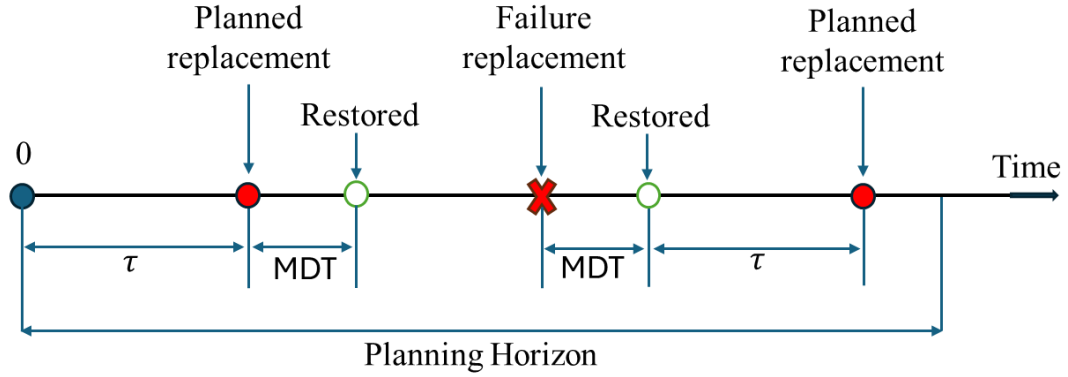 Planned
replacement
Failure
replacement
Planned
replacement
Restored
Restored
0
Time
τ
MDT
MDT
τ
Planning Horizon